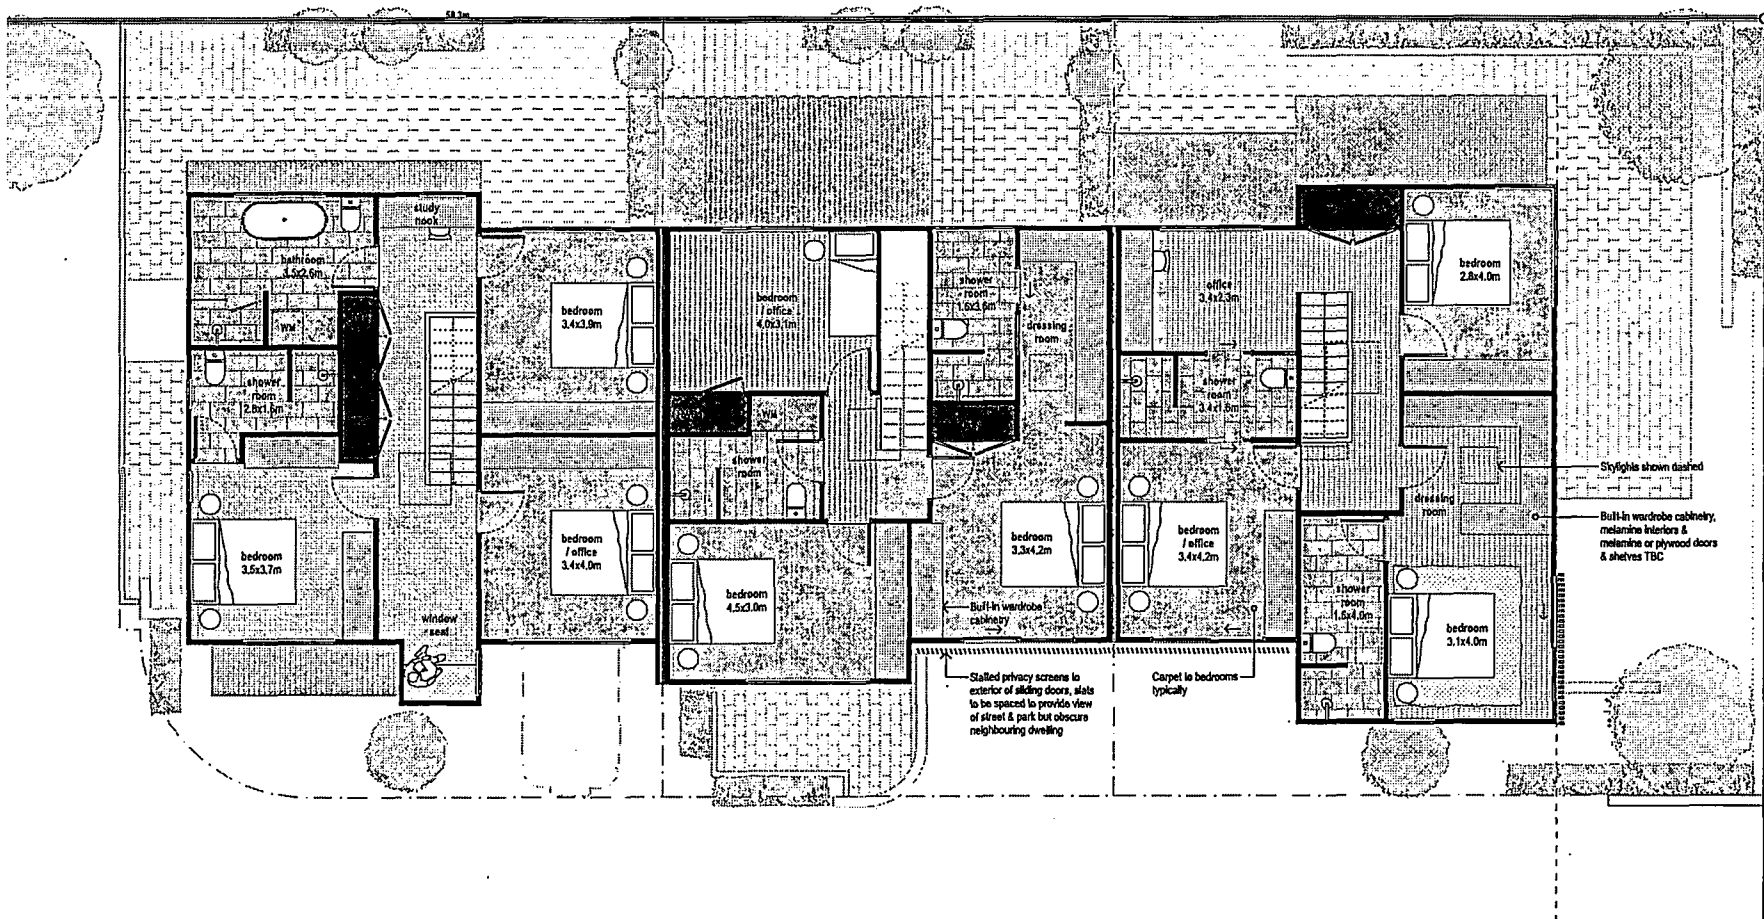 58.3m
study
nook
bathroom
3.5x2.6m
WM
shower
room
2.8x1.6m
bedroom
3.5x3.7m
window
seat
bedroom
3.4x3.9m
bedroom
/ office
3.4x4.0m
bedroom
/ office
4.0x3.1m
WM
shower
room
bedroom
4.5x3.0m
shower
room
1.6x3.6m
dressing
room
bedroom
3.3x4.2m
Built-in wardrobe
cabinetry
Slatted privacy screens to
exterior of sliding doors, slats
to be spaced to provide view
of street & park but obscure
neighbouring dwelling
office
3.4x2.3m
shower
room
3.4x1.6m
bedroom
/ office
3.4x4.2m
Carpet to bedrooms
typically
bedroom
2.8x4.0m
dressing
room
shower
room
1.6x4.0m
bedroom
3.1x4.0m
Skylights shown dashed
Built-in wardrobe cabinetry,
melamine interiors &
melamine or plywood doors
& shelves TBC